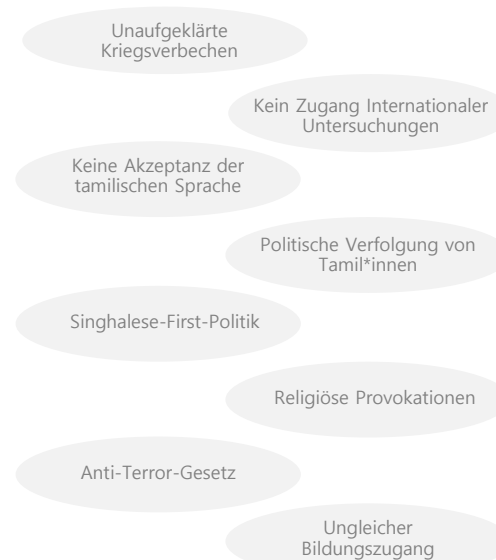 Unaufgeklärte
Kriegsverbechen
Kein Zugang Internationaler
Untersuchungen
Keine Akzeptanz der
tamilischen Sprache
Politische Verfolgung von
Tamil*innen
Singhalese-First-Politik
Religiöse Provokationen
Anti-Terror-Gesetz
Ungleicher
Bildungszugang